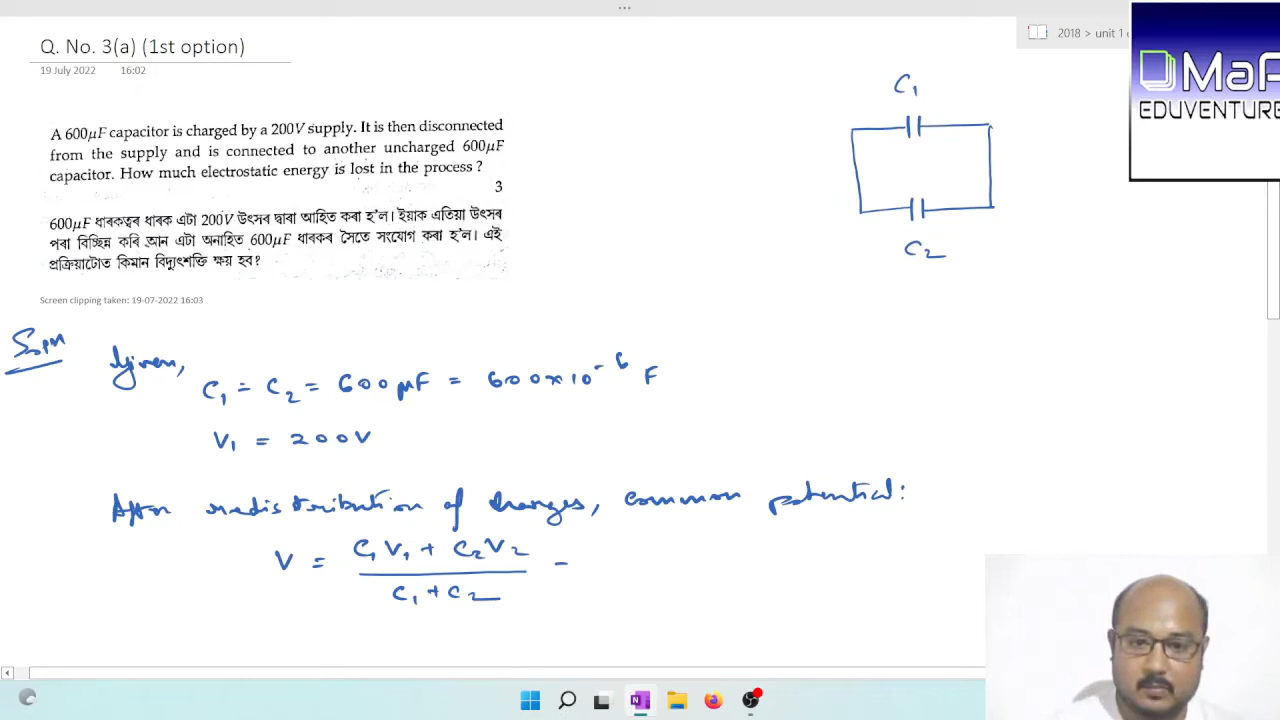 Q. No. 3(a) (1st option)
19 July 2022 16:02
2018 > unit 1
MaF
EDUVENTURE
A 600μF capacitor is charged by a 200V supply. It is then disconnected
from the supply and is connected to another uncharged 600μF
capacitor. How much electrostatic energy is lost in the process ?
3
600μF ধাৰকত্বৰ ধাৰক এটা 200V উৎসৰ দ্বাৰা আহিত কৰা হ'ল। ইয়াক এতিয়া উৎসৰ
পৰা বিচ্ছিন্ন কৰি আন এটা অনাহিত 600μF ধাৰকৰ সৈতে সংযোগ কৰা হ'ল। এই
প্ৰক্ৰিয়াটোত কিমান বিদ্যুৎশক্তি ক্ষয় হব?
Screen clipping taken: 19-07-2022 16:03
C₁
C₂
Soln
Given,
C₁ = C₂ = 600 μF = 600×10⁻⁶ F
V₁ = 200V
After redistribution of charges, common potential:
V = (C₁V₁ + C₂V₂) / (C₁ + C₂) =